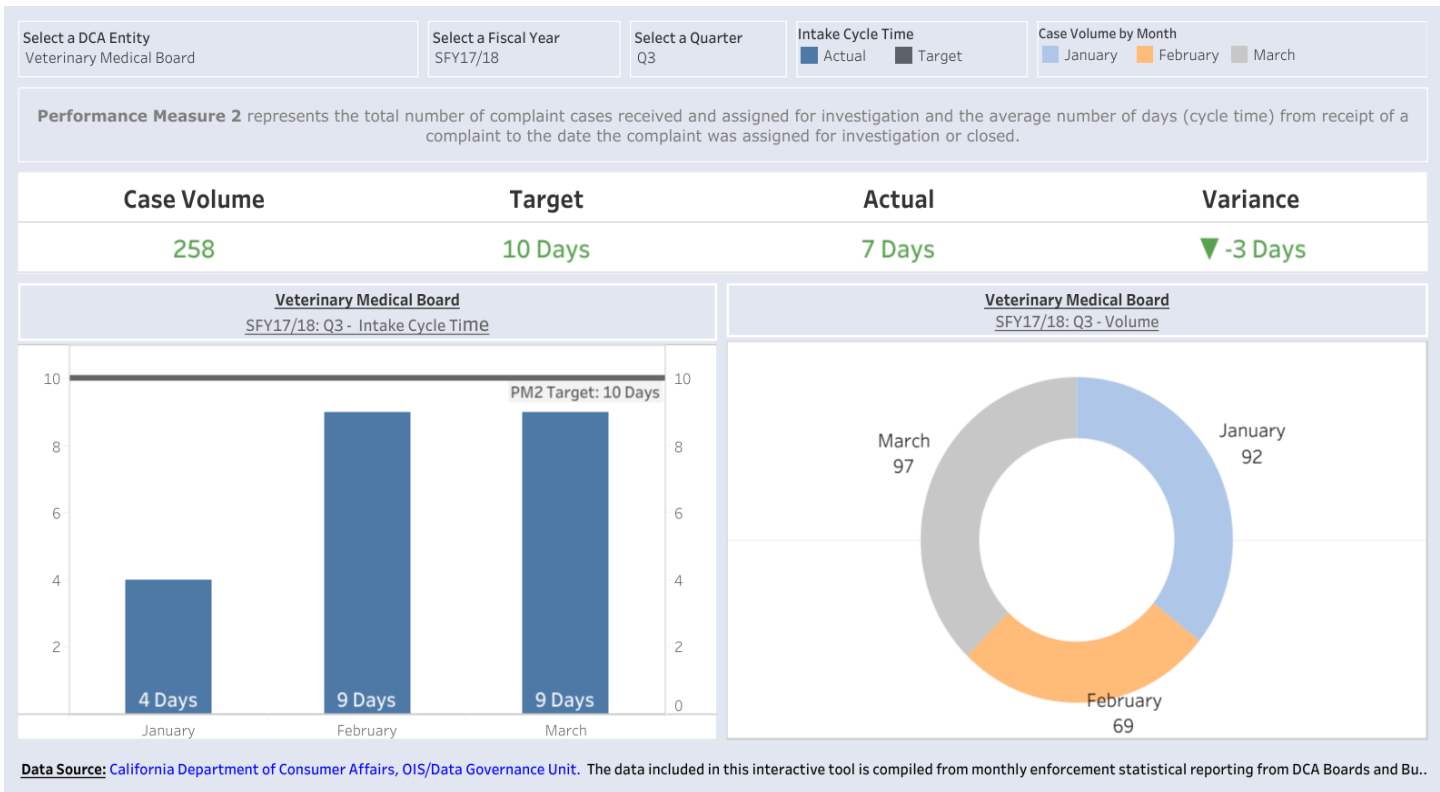 Select a DCA Entity
Veterinary Medical Board
Select a Fiscal Year
SFY17/18
Select a Quarter
Q3
Intake Cycle Time
Actual Target
Case Volume by Month
January February March
Performance Measure 2 represents the total number of complaint cases received and assigned for investigation and the average number of days (cycle time) from receipt of a
complaint to the date the complaint was assigned for investigation or closed.
Case Volume Target Actual Variance
258 10 Days 7 Days ▼ -3 Days
Veterinary Medical Board
SFY17/18: Q3 - Intake Cycle Time
10 10
PM2 Target: 10 Days
8 8
6 6
4 4
2 2
0
4 Days 9 Days 9 Days
January February March
Veterinary Medical Board
SFY17/18: Q3 - Volume
March
97
January
92
February
69
Data Source: California Department of Consumer Affairs, OIS/Data Governance Unit. The data included in this interactive tool is compiled from monthly enforcement statistical reporting from DCA Boards and Bu..